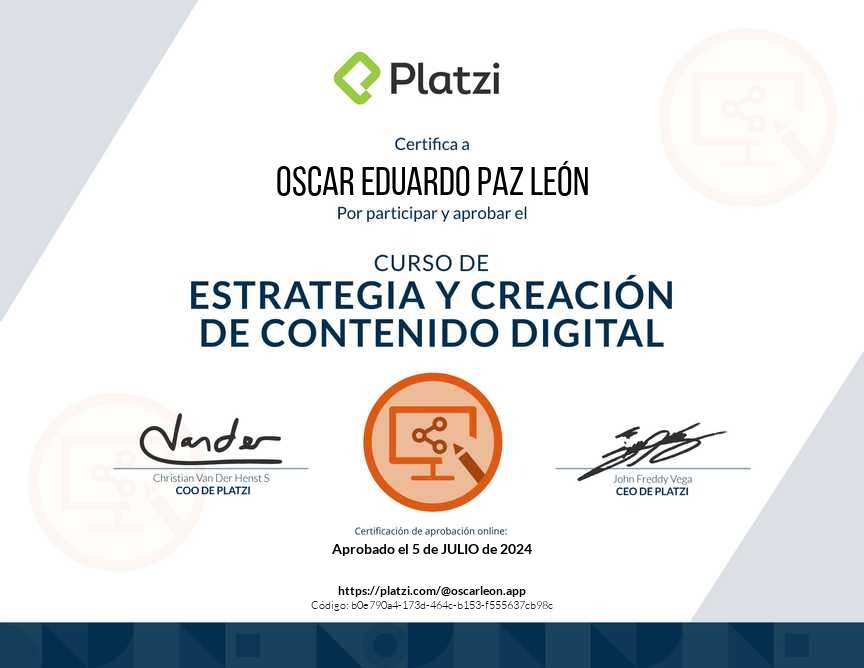 Platzi
Certifica a
OSCAR EDUARDO PAZ LEÓN
Por participar y aprobar el
CURSO DE
ESTRATEGIA Y CREACIÓN
DE CONTENIDO DIGITAL
Vander
Christian Van Der Henst S
COO DE PLATZI
John Freddy Vega
CEO DE PLATZI
Certificación de aprobación online:
Aprobado el 5 de JULIO de 2024
https://platzi.com/@oscarleon.app
Código: b0e790a4-173d-464c-b153-f555637cb98c